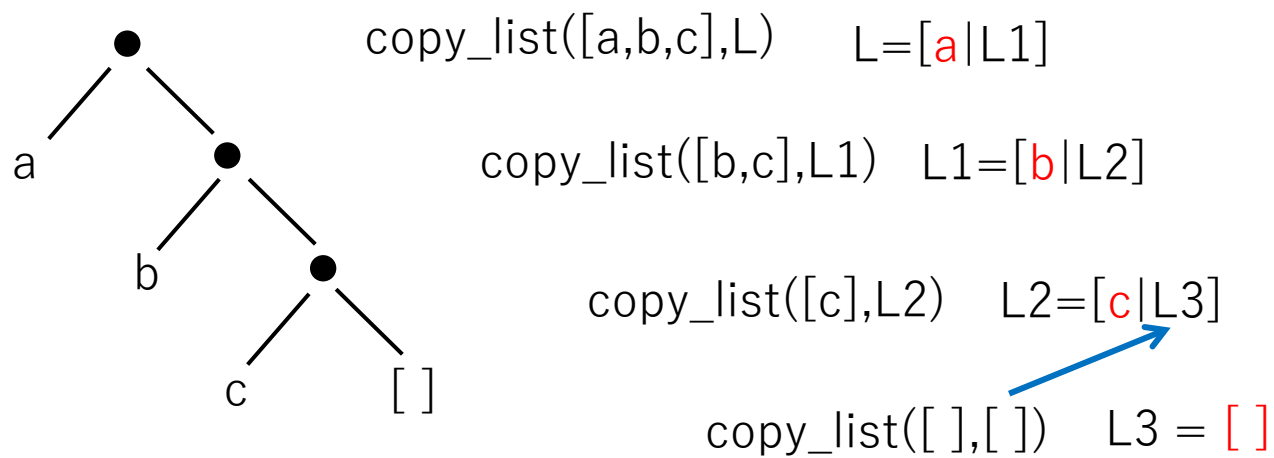 copy_list([a,b,c],L) L=[a|L1]
a
copy_list([b,c],L1) L1=[b|L2]
b
copy_list([c],L2) L2=[c|L3]
c
[ ]
copy_list([ ],[ ]) L3 = [ ]